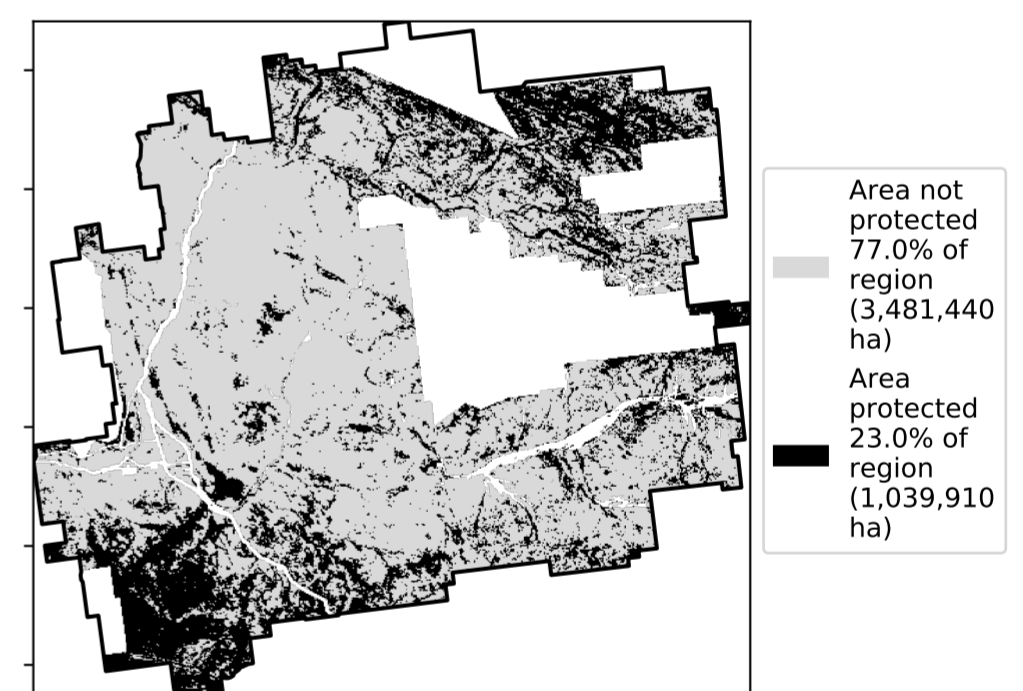 Area not
protected
77.0% of
region
(3,481,440
ha)
Area
protected
23.0% of
region
(1,039,910
ha)